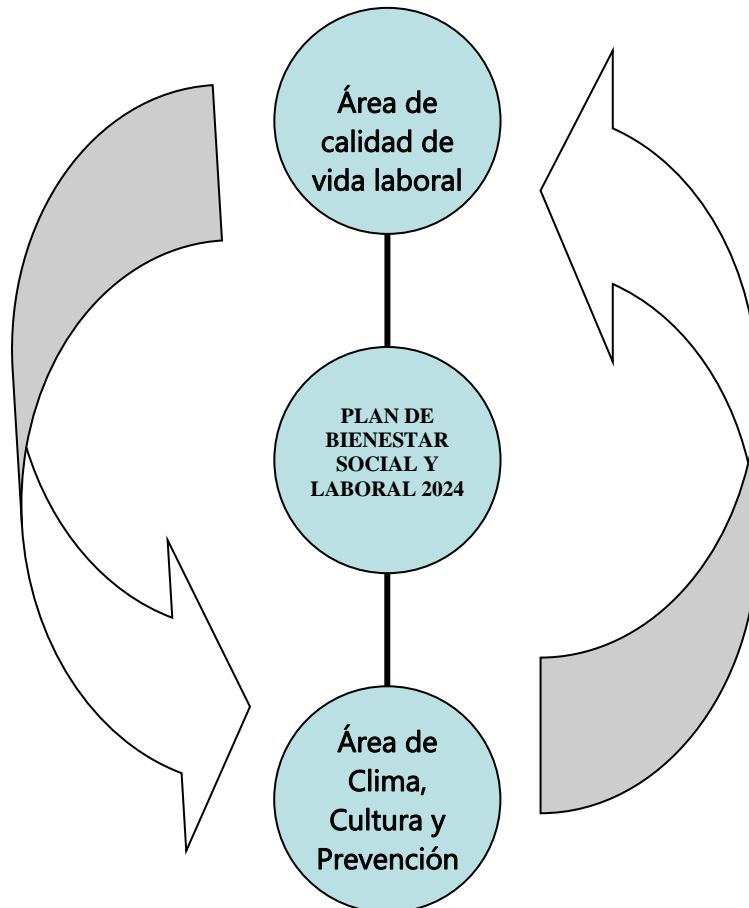 Área de
calidad de
vida laboral
PLAN DE
BIENESTAR
SOCIAL Y
LABORAL 2024
Área de
Clima,
Cultura y
Prevención